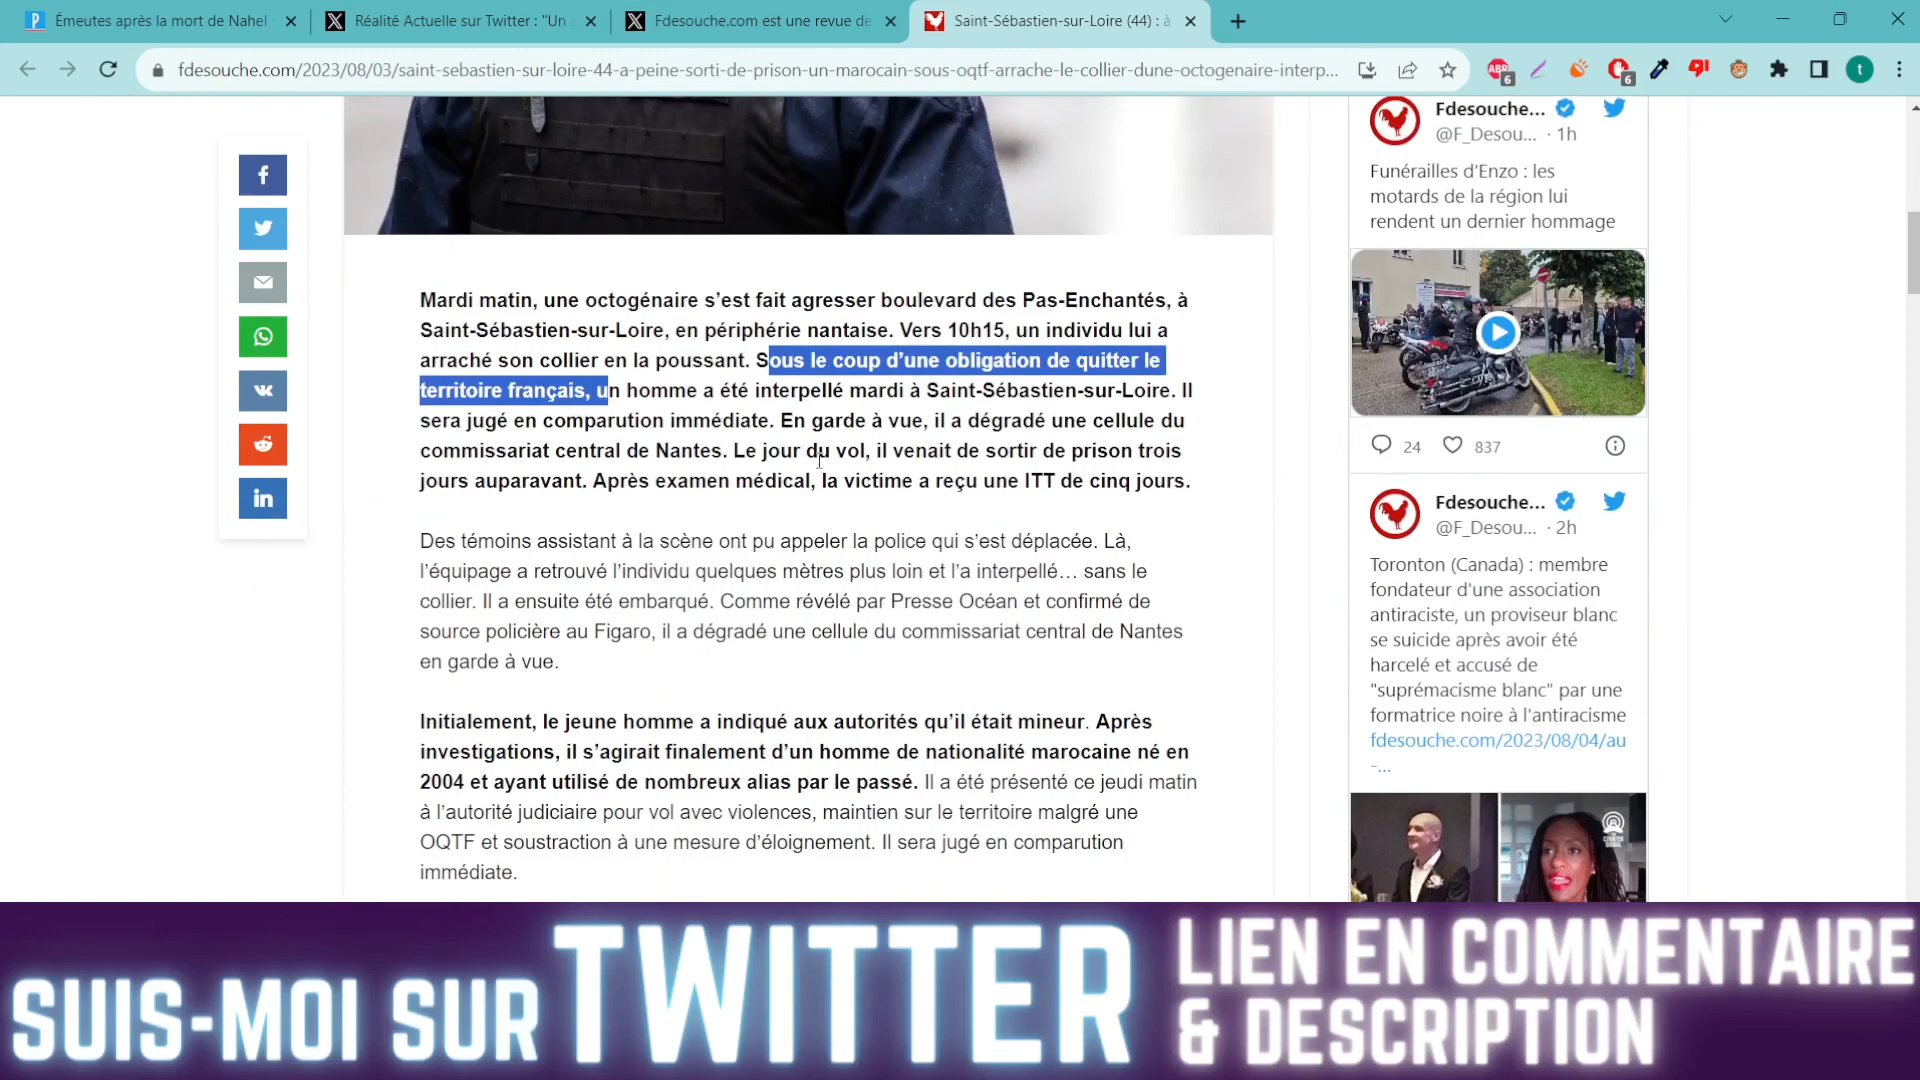 Émeutes après la mort de Nahel
Réalité Actuelle sur Twitter : "Un
Fdesouche.com est une revue de
Saint-Sébastien-sur-Loire (44) : à
fdesouche.com/2023/08/03/saint-sebastien-sur-loire-44-a-peine-sorti-de-prison-un-marocain-sous-oqtf-arrache-le-collier-dune-octogenaire-interp...
ABP
6
6
t
Mardi matin, une octogénaire s’est fait agresser boulevard des Pas-Enchantés, à
Saint-Sébastien-sur-Loire, en périphérie nantaise. Vers 10h15, un individu lui a
arraché son collier en la poussant. Sous le coup d’une obligation de quitter le
territoire français, un homme a été interpellé mardi à Saint-Sébastien-sur-Loire. Il
sera jugé en comparution immédiate. En garde à vue, il a dégradé une cellule du
commissariat central de Nantes. Le jour du vol, il venait de sortir de prison trois
jours auparavant. Après examen médical, la victime a reçu une ITT de cinq jours.
Des témoins assistant à la scène ont pu appeler la police qui s’est déplacée. Là,
l’équipage a retrouvé l’individu quelques mètres plus loin et l’a interpellé… sans le
collier. Il a ensuite été embarqué. Comme révélé par Presse Océan et confirmé de
source policière au Figaro, il a dégradé une cellule du commissariat central de Nantes
en garde à vue.
Initialement, le jeune homme a indiqué aux autorités qu’il était mineur. Après
investigations, il s’agirait finalement d’un homme de nationalité marocaine né en
2004 et ayant utilisé de nombreux alias par le passé. Il a été présenté ce jeudi matin
à l’autorité judiciaire pour vol avec violences, maintien sur le territoire malgré une
OQTF et soustraction à une mesure d’éloignement. Il sera jugé en comparution
immédiate.
Fdesouche...
@F_Desou... · 1h
Funérailles d'Enzo : les
motards de la région lui
rendent un dernier hommage
24 837
Fdesouche...
@F_Desou... · 2h
Toronton (Canada) : membre
fondateur d'une association
antiraciste, un proviseur blanc
se suicide après avoir été
harcelé et accusé de
"suprémacisme blanc" par une
formatrice noire à l'antiracisme
fdesouche.com/2023/08/04/au
-...
SUIS-MOI SUR TWITTER
LIEN EN COMMENTAIRE
& DESCRIPTION